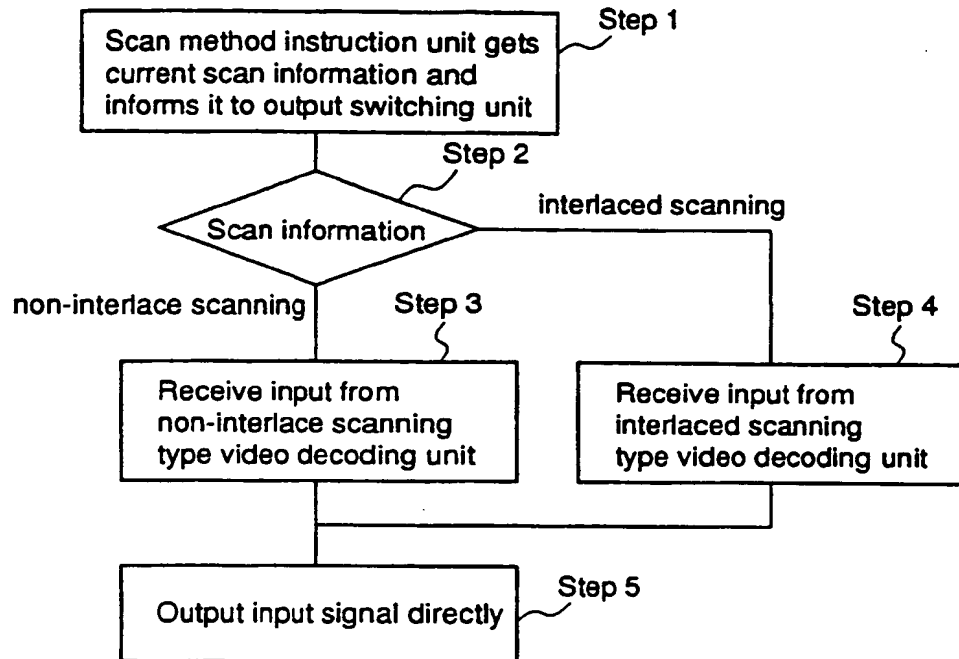 Step 1
Scan method instruction unit gets
current scan information and
informs it to output switching unit
Step 2
Scan information
interlaced scanning
non-interlace scanning
Step 3
Step 4
Receive input from
non-interlace scanning
type video decoding unit
Receive input from
interlaced scanning
type video decoding unit
Step 5
Output input signal directly